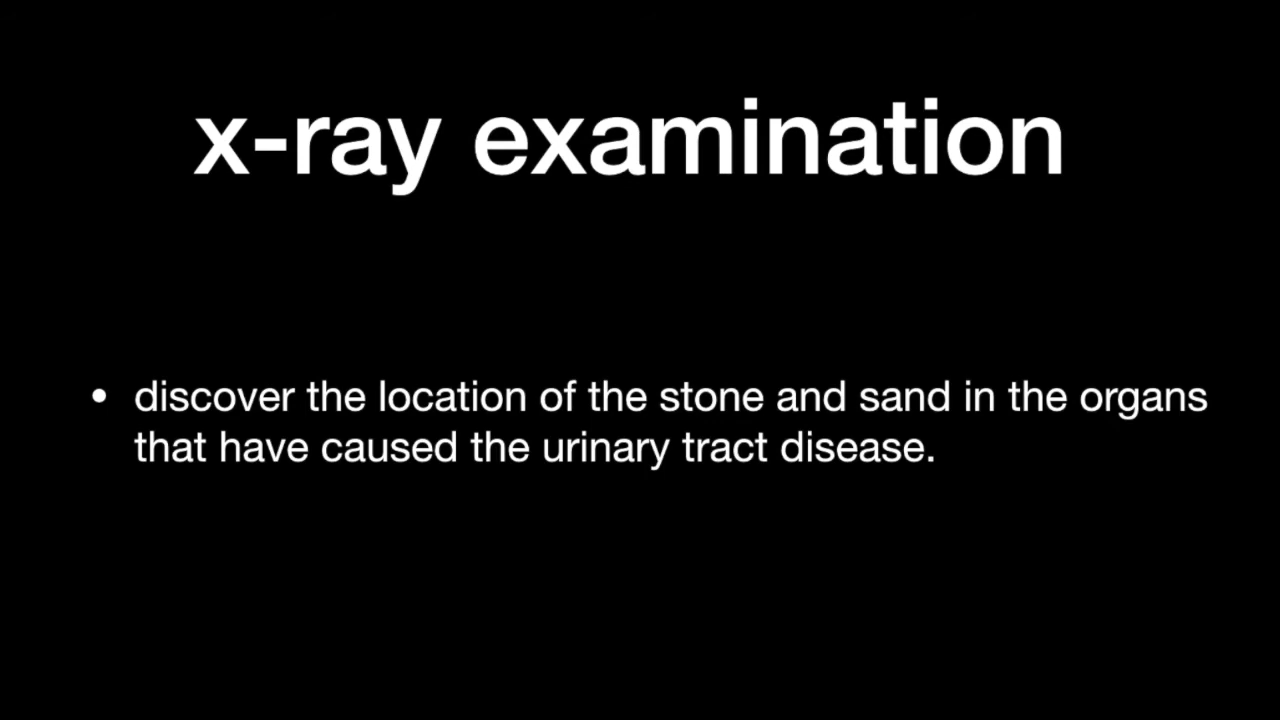 x-ray examination
• discover the location of the stone and sand in the organs
that have caused the urinary tract disease.